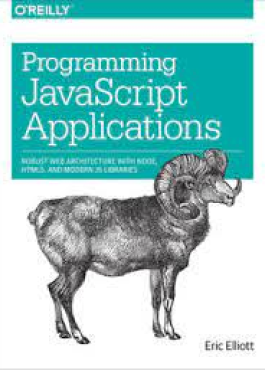 O'REILLY®
Programming
JavaScript
Applications
ROBUST WEB ARCHITECTURE WITH NODE,
HTML5, AND MODERN JS LIBRARIES
Eric Elliott